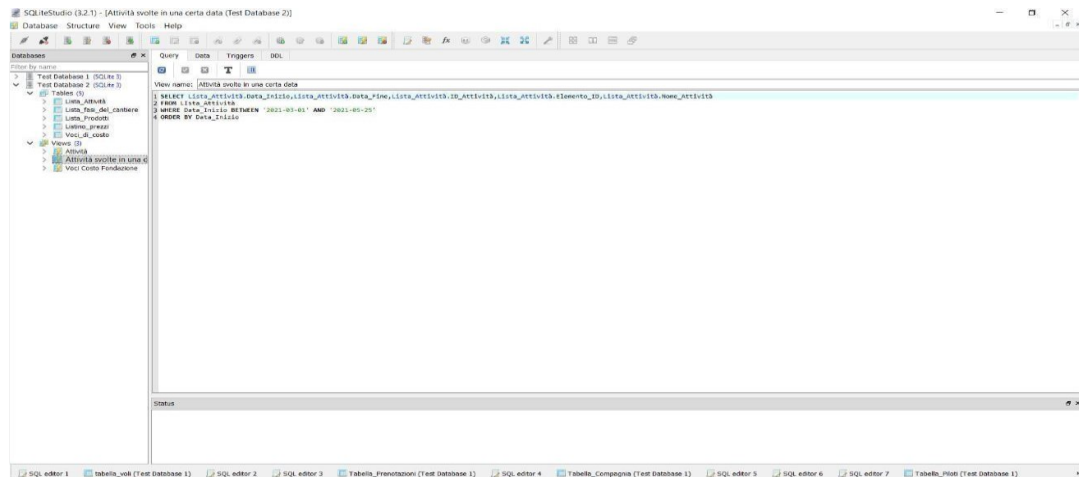 SQLiteStudio (3.2.1) - [Attività svolte in una certa data (Test Database 2)]
Database Structure View Tools Help
Databases
Query Data Triggers DDL
Filter by name
Test Database 1 (SQLite 3)
Test Database 2 (SQLite 3)
Tables (5)
Lista_Attività
Lista_fasi_del_cantiere
Lista_Prodotti
Listino_prezzi
Voci_di_costo
Views (3)
Attività
Attività svolte in una d
Voci Costo Fondazione
View name: Attività svolte in una certa data
1 SELECT Lista_Attività.Data_Inizio,Lista_Attività.Data_Fine,Lista_Attività.ID_Attività,Lista_Attività.Elemento_ID,Lista_Attività.Nome_Attività
2 FROM Lista_Attività
3 WHERE Data_Inizio BETWEEN '2021-03-01' AND '2021-05-25'
4 ORDER BY Data_Inizio
Status
SQL editor 1 tabella_voli (Test Database 1) SQL editor 2 SQL editor 3 Tabella_Prenotazioni (Test Database 1) SQL editor 4 Tabella_Compagnia (Test Database 1) SQL editor 5 SQL editor 6 SQL editor 7 Tabella_Piloti (Test Database 1)